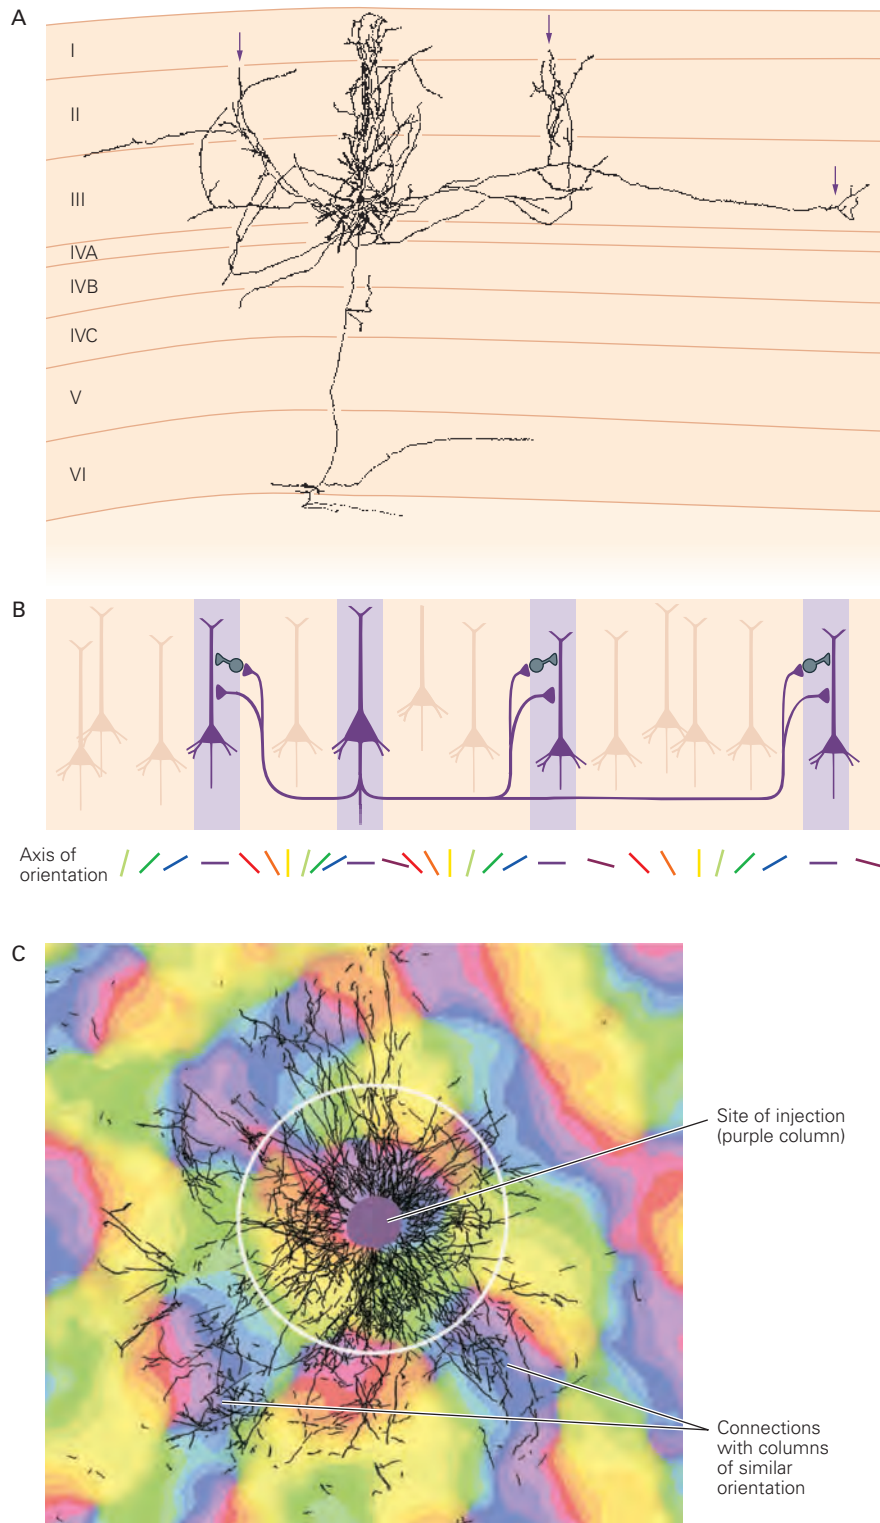 A
I
II
III
IVA
IVB
IVC
V
VI
B
Axis of
orientation
C
Site of injection
(purple column)
Connections
with columns
of similar
orientation